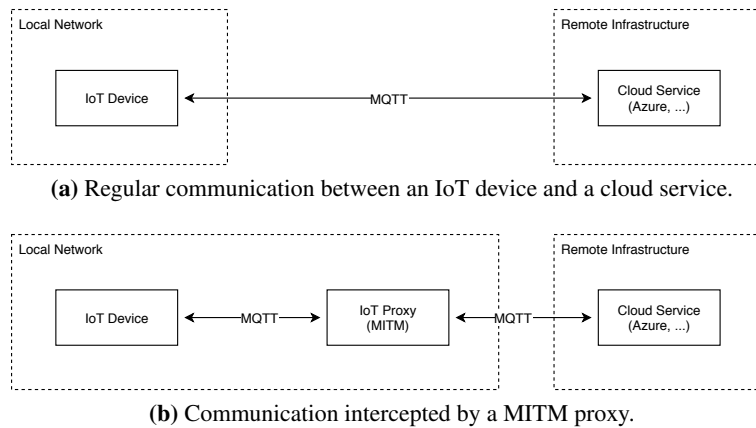 Local Network
Remote Infrastructure
IoT Device
MQTT
Cloud Service
(Azure, ...)
(a) Regular communication between an IoT device and a cloud service.
Local Network
Remote Infrastructure
IoT Device
MQTT
IoT Proxy
(MITM)
MQTT
Cloud Service
(Azure, ...)
(b) Communication intercepted by a MITM proxy.